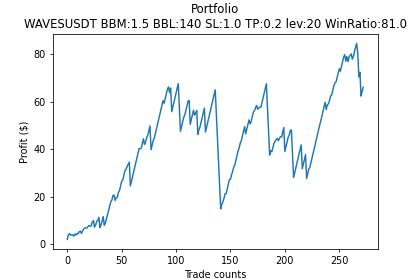 Portfolio
WAVESUSDT BBM:1.5 BBL:140 SL:1.0 TP:0.2 lev:20 WinRatio:81.0
Profit ($)
80
60
40
20
0
0 50 100 150 200 250
Trade counts